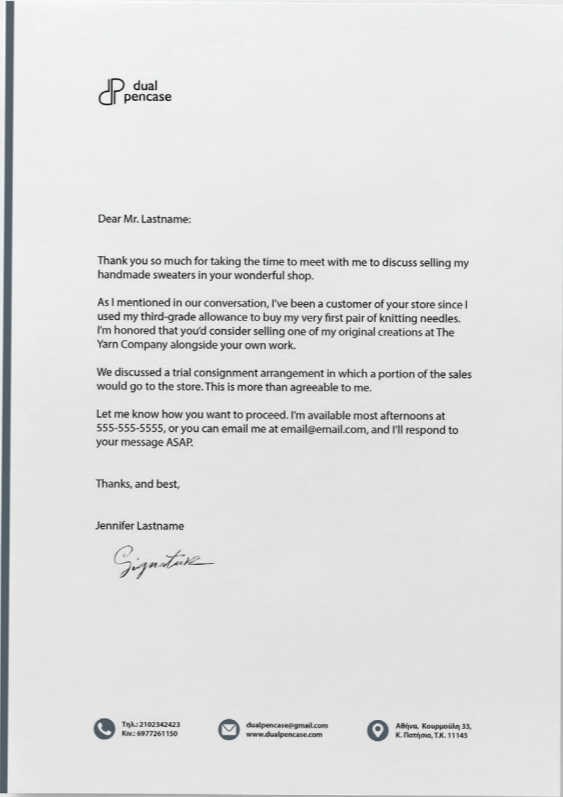 dual
pencase
Dear Mr. Lastname:
Thank you so much for taking the time to meet with me to discuss selling my
handmade sweaters in your wonderful shop.
As I mentioned in our conversation, I've been a customer of your store since I
used my third-grade allowance to buy my very first pair of knitting needles.
I'm honored that you'd consider selling one of my original creations at The
Yarn Company alongside your own work.
We discussed a trial consignment arrangement in which a portion of the sales
would go to the store. This is more than agreeable to me.
Let me know how you want to proceed. I'm available most afternoons at
555-555-5555, or you can email me at email@email.com, and I'll respond to
your message ASAP.
Thanks, and best,
Jennifer Lastname
Signature
Τηλ.: 2102342423
Κιν.: 6977261150
dualpencase@gmail.com
www.dualpencase.com
Αθήνα, Κουρμούλη 33,
Κ. Πατήσια, Τ.Κ. 11145